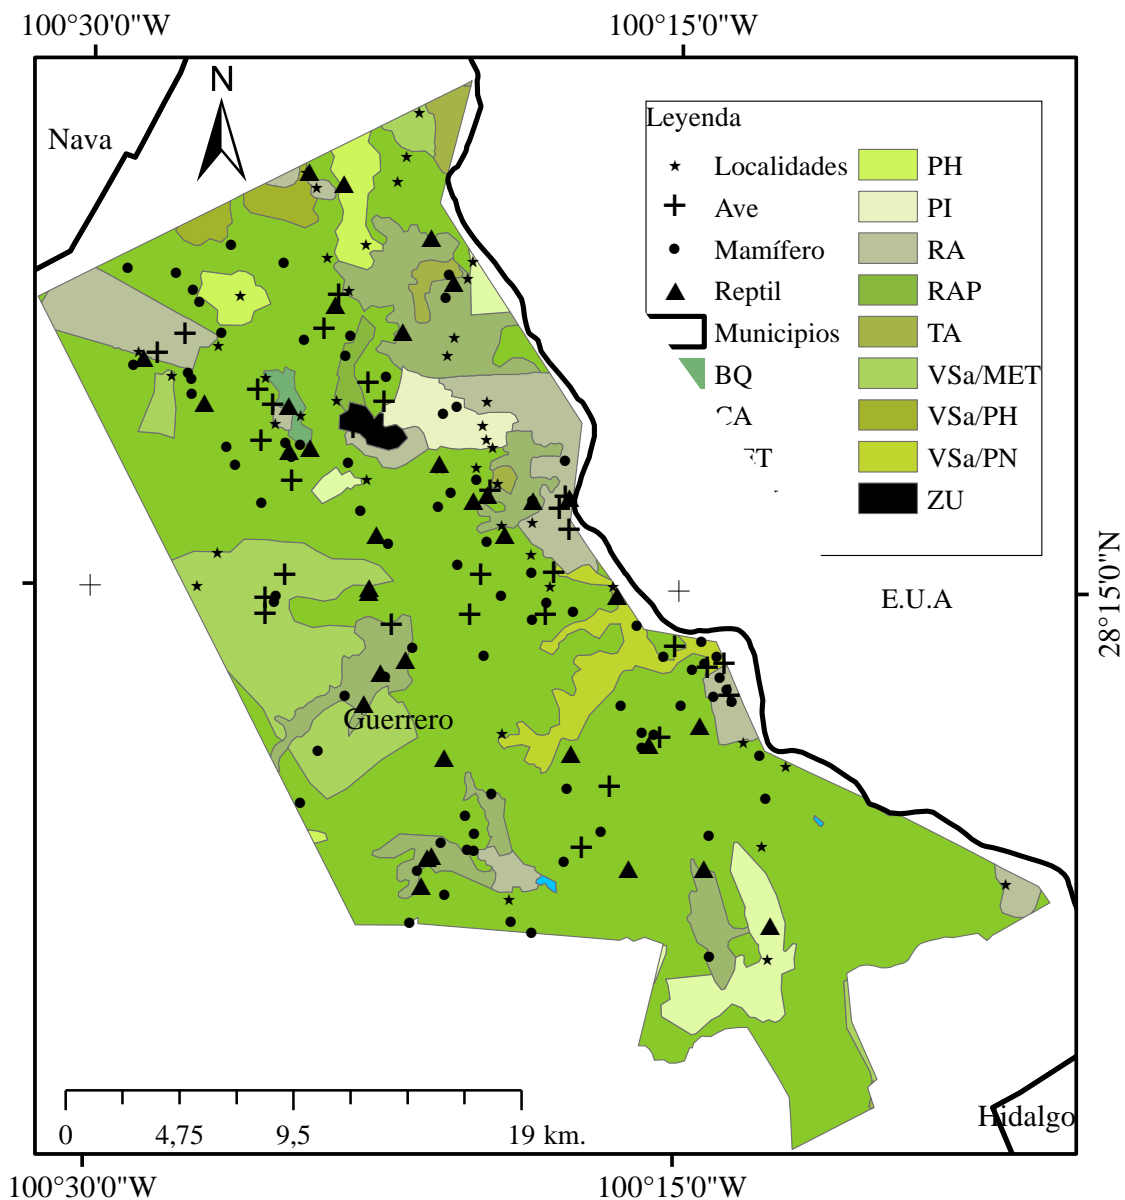 100°30'0"W
100°15'0"W
N
Nava
Leyenda
Localidades
Ave
Mamífero
Reptil
Municipios
BQ
CA
ET
PH
PI
RA
RAP
TA
VSa/MET
VSa/PH
VSa/PN
ZU
E.U.A
28°15'0"N
Guerrero
Hidalgo
0
4,75
9,5
19 km.
100°30'0"W
100°15'0"W